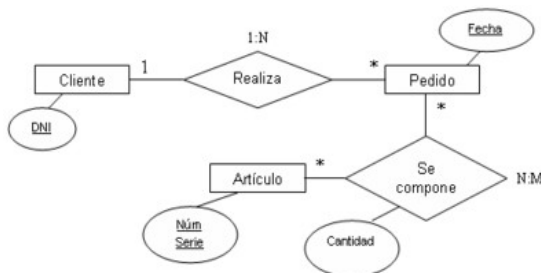 Fecha
1:N
Cliente
1
Realiza
*
Pedido
*
DNI
Artículo
*
Se
compone
N:M
Núm
Serie
Cantidad